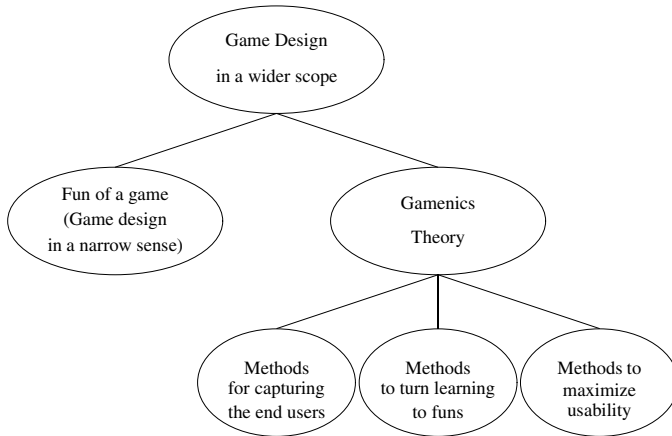 Game Design
in a wider scope
Fun of a game
(Game design
in a narrow sense)
Gamenics
Theory
Methods
for capturing
the end users
Methods
to turn learning
to funs
Methods to
maximize
usability